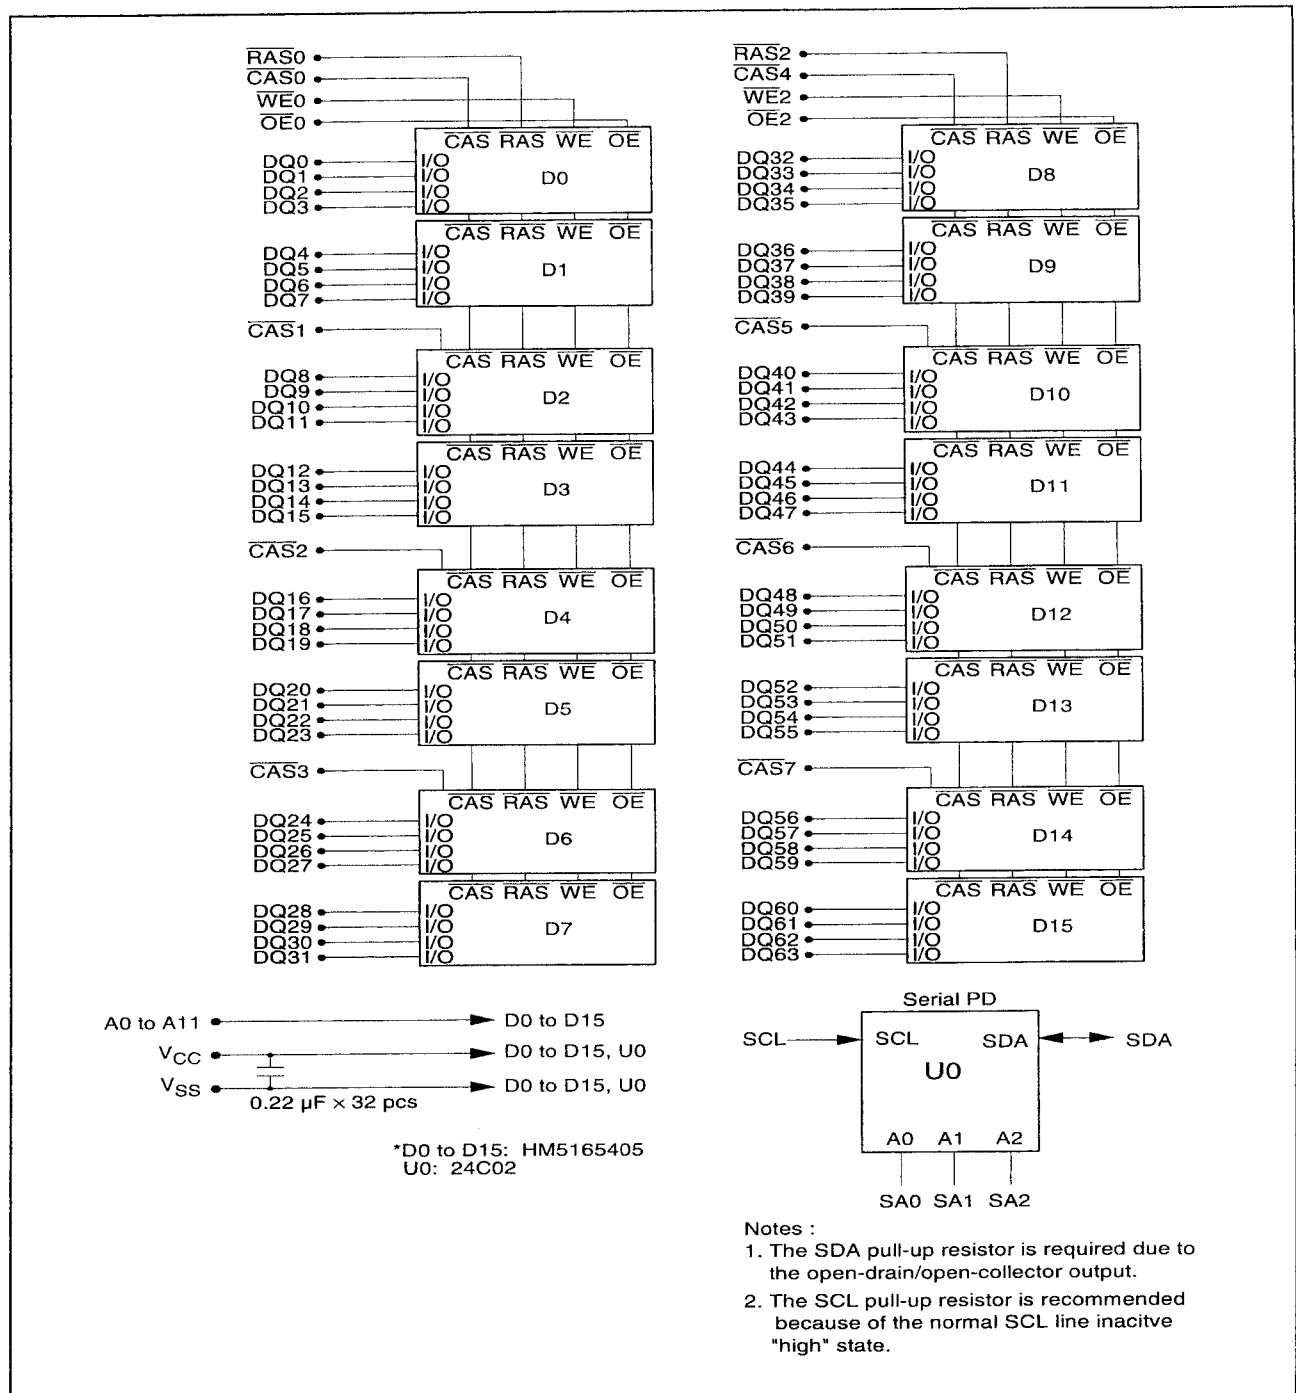 RAS0
CAS0
WE0
OE0
CAS RAS WE OE
DQ0 I/O
DQ1 I/O
DQ2 I/O
DQ3 I/O
D0
CAS RAS WE OE
DQ4 I/O
DQ5 I/O
DQ6 I/O
DQ7 I/O
D1
CAS1
CAS RAS WE OE
DQ8 I/O
DQ9 I/O
DQ10 I/O
DQ11 I/O
D2
CAS RAS WE OE
DQ12 I/O
DQ13 I/O
DQ14 I/O
DQ15 I/O
D3
CAS2
CAS RAS WE OE
DQ16 I/O
DQ17 I/O
DQ18 I/O
DQ19 I/O
D4
CAS RAS WE OE
DQ20 I/O
DQ21 I/O
DQ22 I/O
DQ23 I/O
D5
CAS3
CAS RAS WE OE
DQ24 I/O
DQ25 I/O
DQ26 I/O
DQ27 I/O
D6
CAS RAS WE OE
DQ28 I/O
DQ29 I/O
DQ30 I/O
DQ31 I/O
D7
RAS2
CAS4
WE2
OE2
CAS RAS WE OE
DQ32 I/O
DQ33 I/O
DQ34 I/O
DQ35 I/O
D8
CAS RAS WE OE
DQ36 I/O
DQ37 I/O
DQ38 I/O
DQ39 I/O
D9
CAS5
CAS RAS WE OE
DQ40 I/O
DQ41 I/O
DQ42 I/O
DQ43 I/O
D10
CAS RAS WE OE
DQ44 I/O
DQ45 I/O
DQ46 I/O
DQ47 I/O
D11
CAS6
CAS RAS WE OE
DQ48 I/O
DQ49 I/O
DQ50 I/O
DQ51 I/O
D12
CAS RAS WE OE
DQ52 I/O
DQ53 I/O
DQ54 I/O
DQ55 I/O
D13
CAS7
CAS RAS WE OE
DQ56 I/O
DQ57 I/O
DQ58 I/O
DQ59 I/O
D14
CAS RAS WE OE
DQ60 I/O
DQ61 I/O
DQ62 I/O
DQ63 I/O
D15
A0 to A11 D0 to D15
VCC D0 to D15, U0
VSS D0 to D15, U0
0.22 µF × 32 pcs
*D0 to D15: HM5165405
U0: 24C02
Serial PD
SCL SCL SDA SDA
U0
A0 A1 A2
SA0 SA1 SA2
Notes :
1. The SDA pull-up resistor is required due to
the open-drain/open-collector output.
2. The SCL pull-up resistor is recommended
because of the normal SCL line inacitve
"high" state.